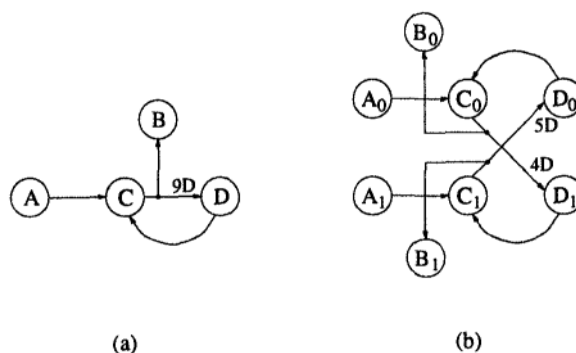 B
A C 9D D
(a)
B₀
A₀ C₀ D₀
5D
4D
A₁ C₁ D₁
B₁
(b)